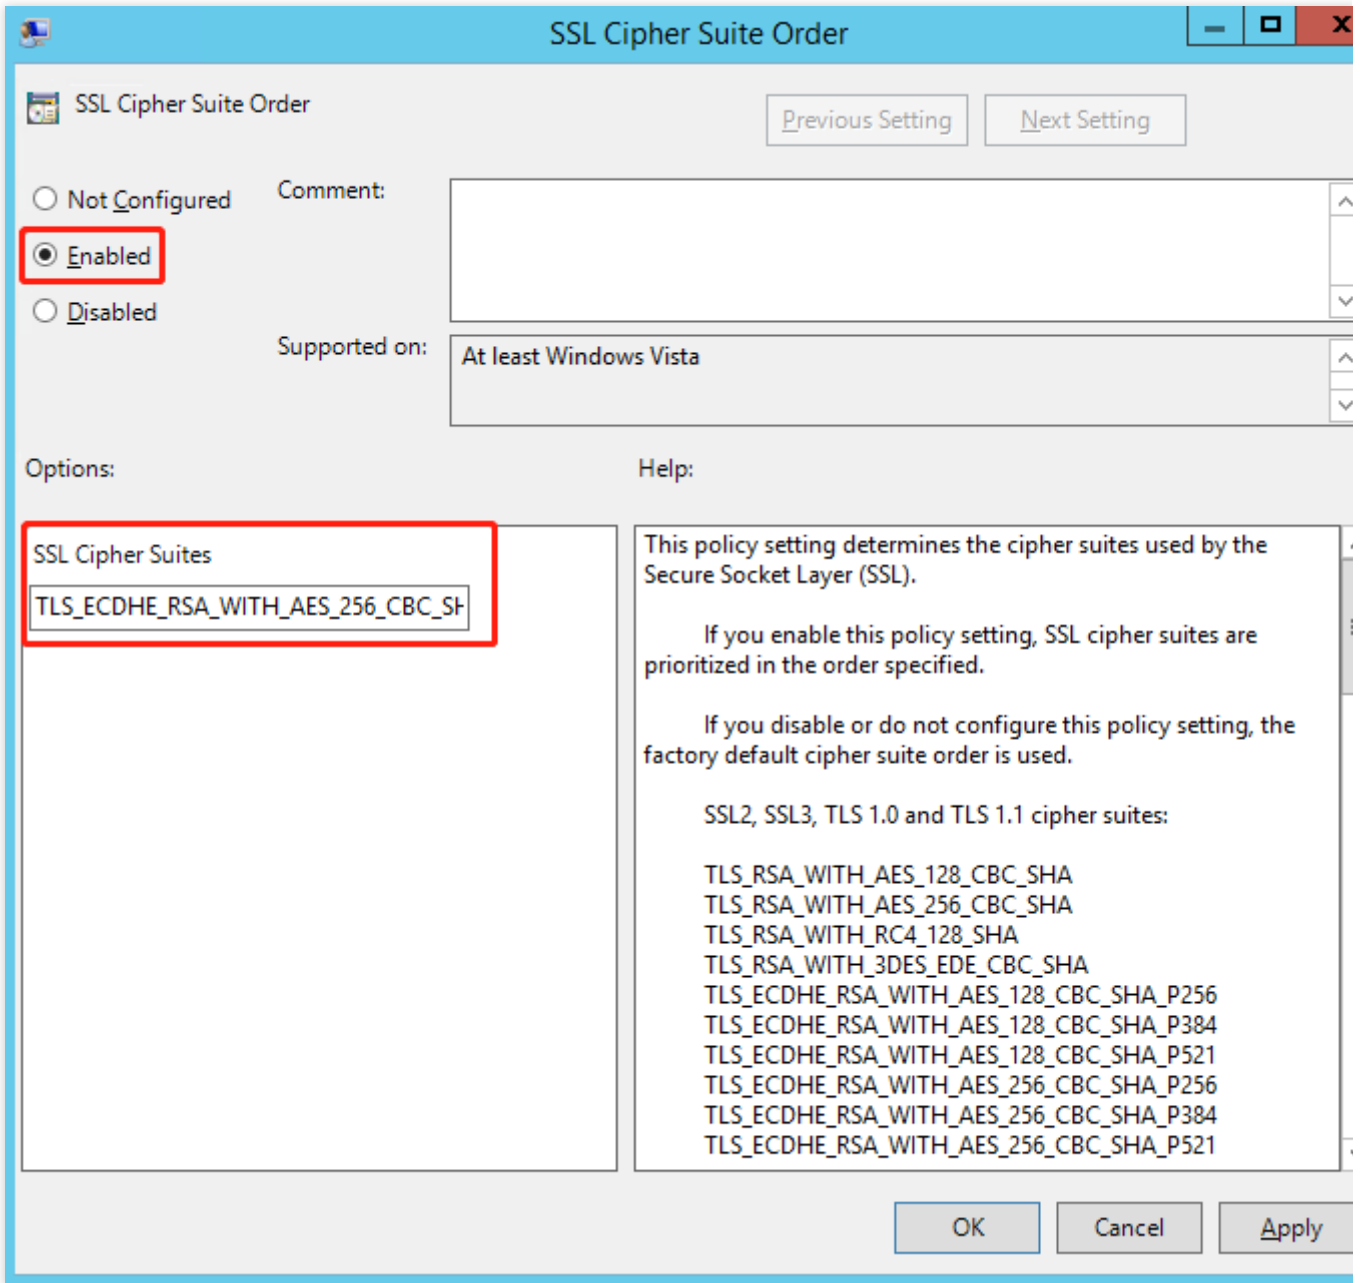 SSL Cipher Suite Order
SSL Cipher Suite Order
Previous Setting
Next Setting
Not Configured
Enabled
Disabled
Comment:
Supported on:
At least Windows Vista
Options:
Help:
SSL Cipher Suites
TLS_ECDHE_RSA_WITH_AES_256_CBC_SH
This policy setting determines the cipher suites used by the
Secure Socket Layer (SSL).
If you enable this policy setting, SSL cipher suites are
prioritized in the order specified.
If you disable or do not configure this policy setting, the
factory default cipher suite order is used.
SSL2, SSL3, TLS 1.0 and TLS 1.1 cipher suites:
TLS_RSA_WITH_AES_128_CBC_SHA
TLS_RSA_WITH_AES_256_CBC_SHA
TLS_RSA_WITH_RC4_128_SHA
TLS_RSA_WITH_3DES_EDE_CBC_SHA
TLS_ECDHE_RSA_WITH_AES_128_CBC_SHA_P256
TLS_ECDHE_RSA_WITH_AES_128_CBC_SHA_P384
TLS_ECDHE_RSA_WITH_AES_128_CBC_SHA_P521
TLS_ECDHE_RSA_WITH_AES_256_CBC_SHA_P256
TLS_ECDHE_RSA_WITH_AES_256_CBC_SHA_P384
TLS_ECDHE_RSA_WITH_AES_256_CBC_SHA_P521
OK
Cancel
Apply